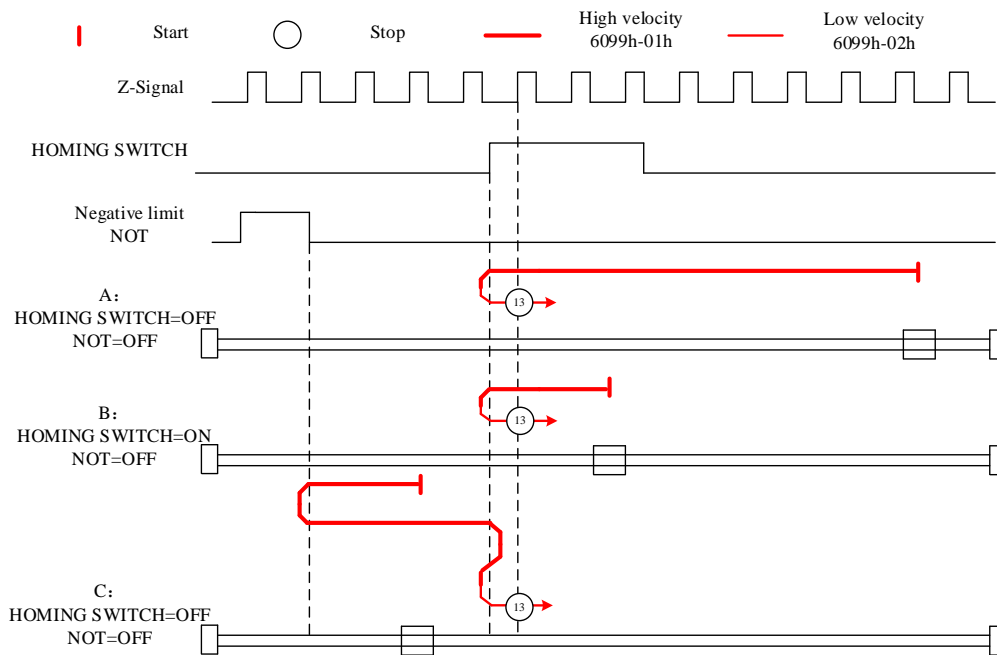 Start
Stop
High velocity
6099h-01h
Low velocity
6099h-02h
Z-Signal
HOMING SWITCH
Negative limit
NOT
A：
HOMING SWITCH=OFF
NOT=OFF
13
B：
HOMING SWITCH=ON
NOT=OFF
13
C：
HOMING SWITCH=OFF
NOT=OFF
13